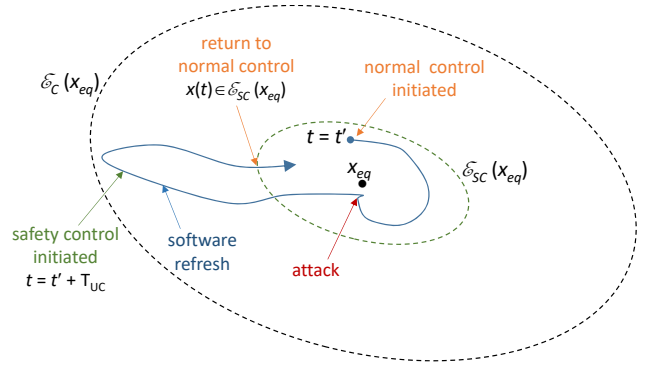 return to
normal control
x(t) ∈ ℰSC (xeq)
normal control
initiated
ℰC (xeq)
t = t′
xeq
ℰSC (xeq)
safety control
initiated
t = t′ + TUC
software
refresh
attack